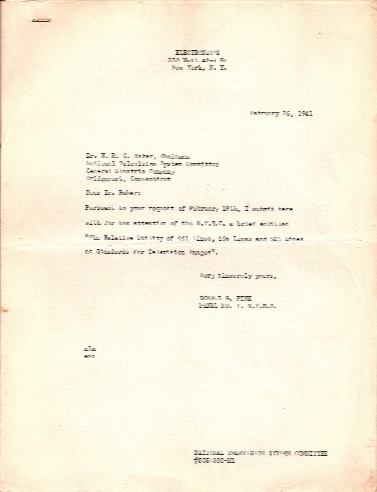 ELECTRONICS
330 West 42nd St
New York, N. Y.
February 26, 1941
Dr. W. R. G. Baker, Chairman
National Television System Committee
General Electric Company
Bridgeport, Connecticut
Dear Dr. Baker:
Pursuant to your request of February 18th, I submit here
with for the attention of the N.T.S.C. a brief entitled
"The Relative Utility of 441 Lines, Lines and 525 Lines
as Standards for Television Images".
Very sincerely yours,
DONALD G. FINK
PANEL NO. N.T.S.C.
NATIONAL TELEVISION SYSTEM COMMITTEE